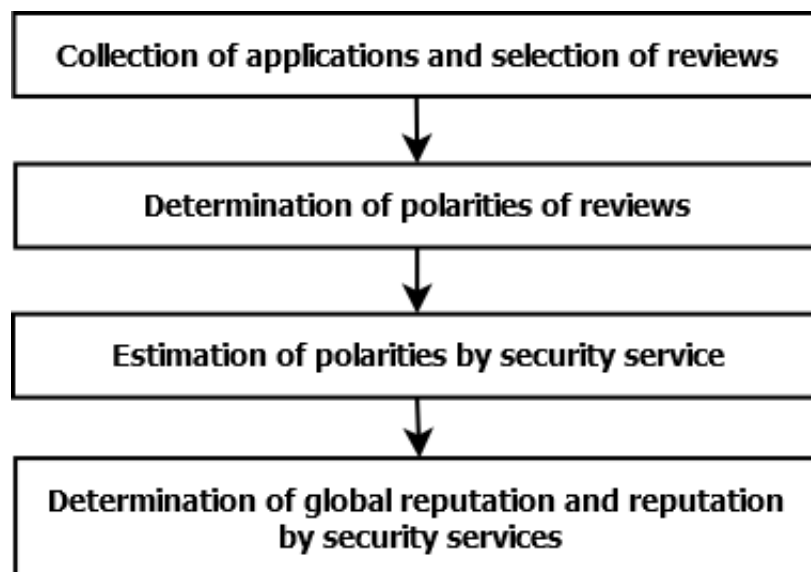 Collection of applications and selection of reviews
Determination of polarities of reviews
Estimation of polarities by security service
Determination of global reputation and reputation
by security services